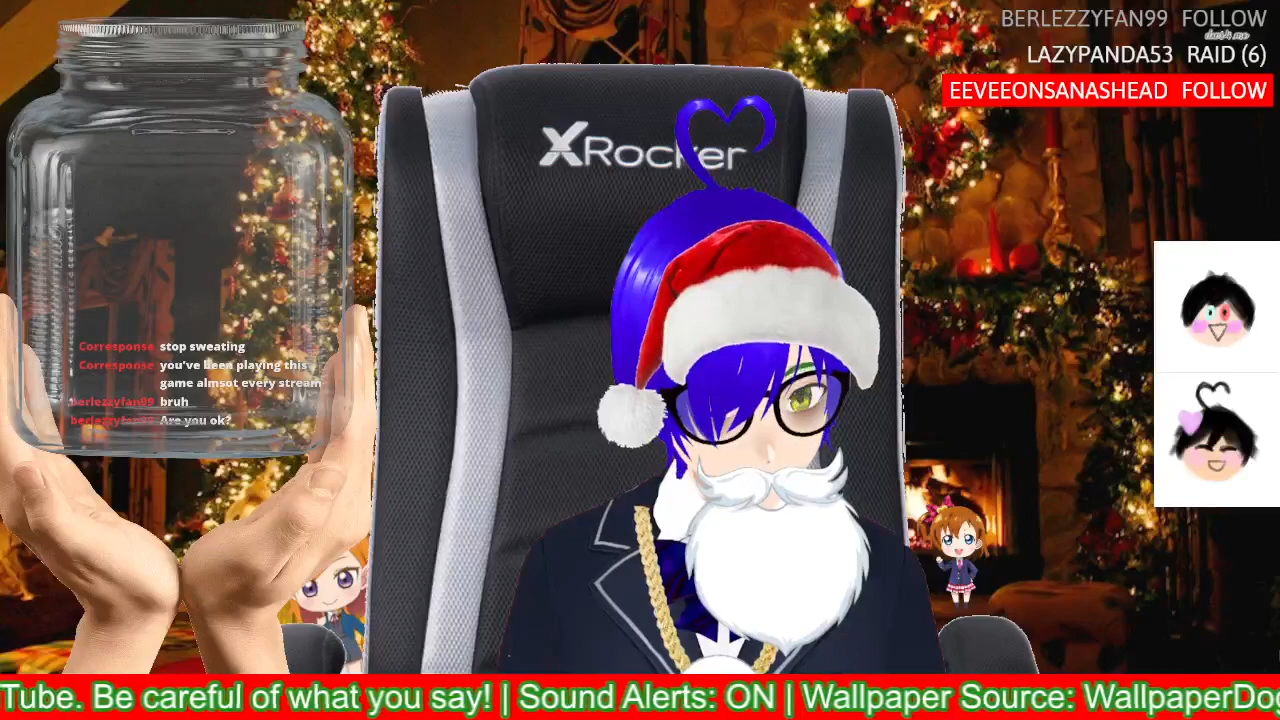 BERLEZZYFAN99 FOLLOW
LAZYPANDA53 RAID (6)
EEVEEONSANASHEAD FOLLOW
XRocker
Corresponse stop sweating
Corresponse you've been playing this
game almsot every stream
berlezzyfan99 bruh
berlezzyfan99 Are you ok?
Tube. Be careful of what you say! | Sound Alerts: ON | Wallpaper Source: WallpaperDog